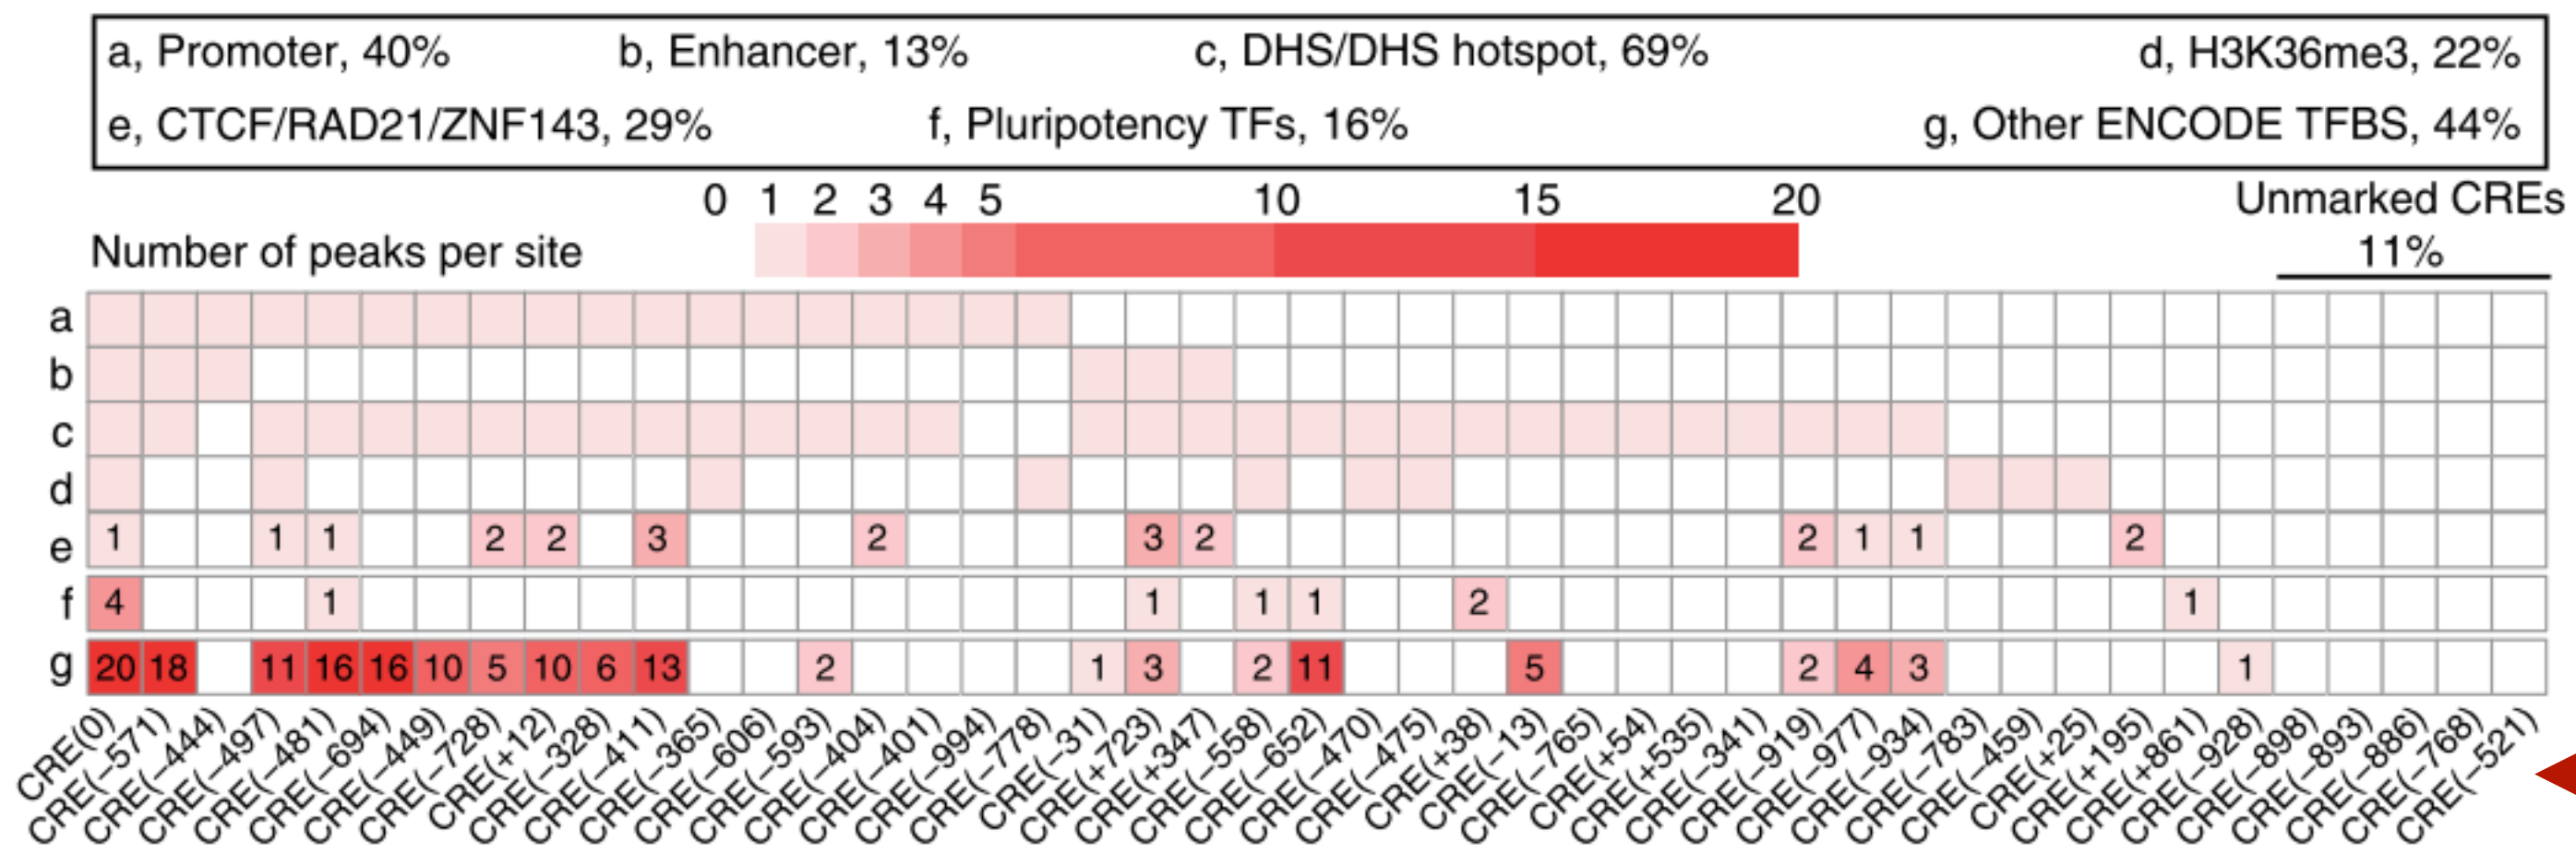 a, Promoter, 40% b, Enhancer, 13% c, DHS/DHS hotspot, 69% d, H3K36me3, 22%
e, CTCF/RAD21/ZNF143, 29% f, Pluripotency TFs, 16% g, Other ENCODE TFBS, 44%
0 1 2 3 4 5 10 15 20 Unmarked CREs
Number of peaks per site 11%
a
b
c
d
e 1 1 1 2 2 3 2 3 2 2 1 1 2
f 4 1 1 1 1 2 1
g 20 18 11 16 16 10 5 10 6 13 2 1 3 2 11 5 2 4 3 1
CRE(0)
CRE(−571)
CRE(−444)
CRE(−497)
CRE(−481)
CRE(−694)
CRE(−449)
CRE(−728)
CRE(+12)
CRE(−328)
CRE(−411)
CRE(−365)
CRE(−606)
CRE(−593)
CRE(−404)
CRE(−401)
CRE(−994)
CRE(−778)
CRE(−31)
CRE(+723)
CRE(+347)
CRE(−558)
CRE(−652)
CRE(−470)
CRE(−475)
CRE(+38)
CRE(−13)
CRE(−765)
CRE(+54)
CRE(+535)
CRE(−341)
CRE(−919)
CRE(−977)
CRE(−934)
CRE(−783)
CRE(−459)
CRE(+25)
CRE(+195)
CRE(+861)
CRE(−928)
CRE(−898)
CRE(−893)
CRE(−886)
CRE(−768)
CRE(−521)